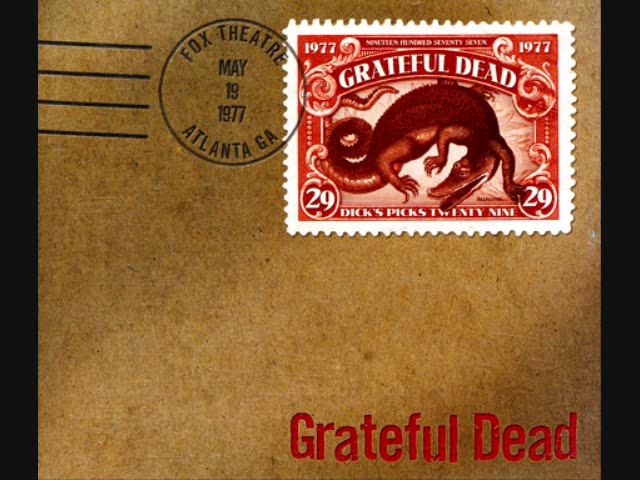 FOX THEATRE
MAY
19
1977
ATLANTA GA
NINETEEN HUNDRED SEVENTY SEVEN
1977 1977
GRATEFUL DEAD
29 29
DICK'S PICKS TWENTY NINE
Grateful Dead